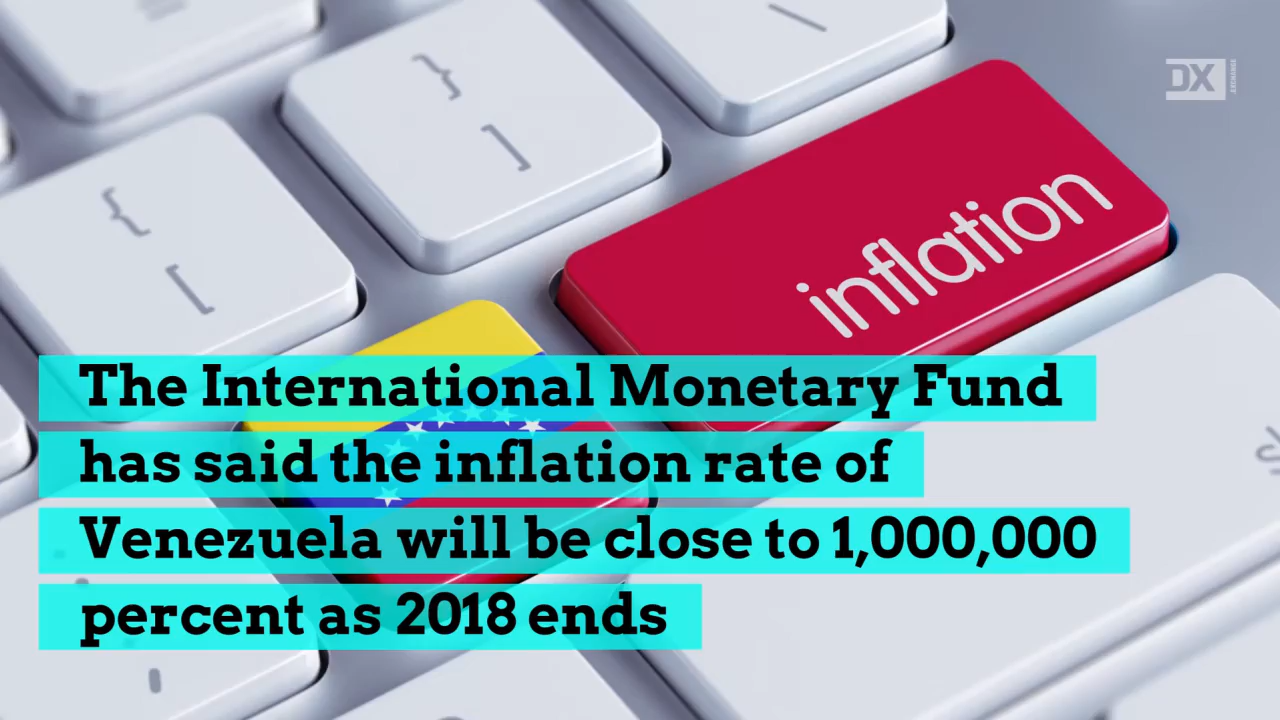 DX
inflation
The International Monetary Fund
has said the inflation rate of
Venezuela will be close to 1,000,000
percent as 2018 ends